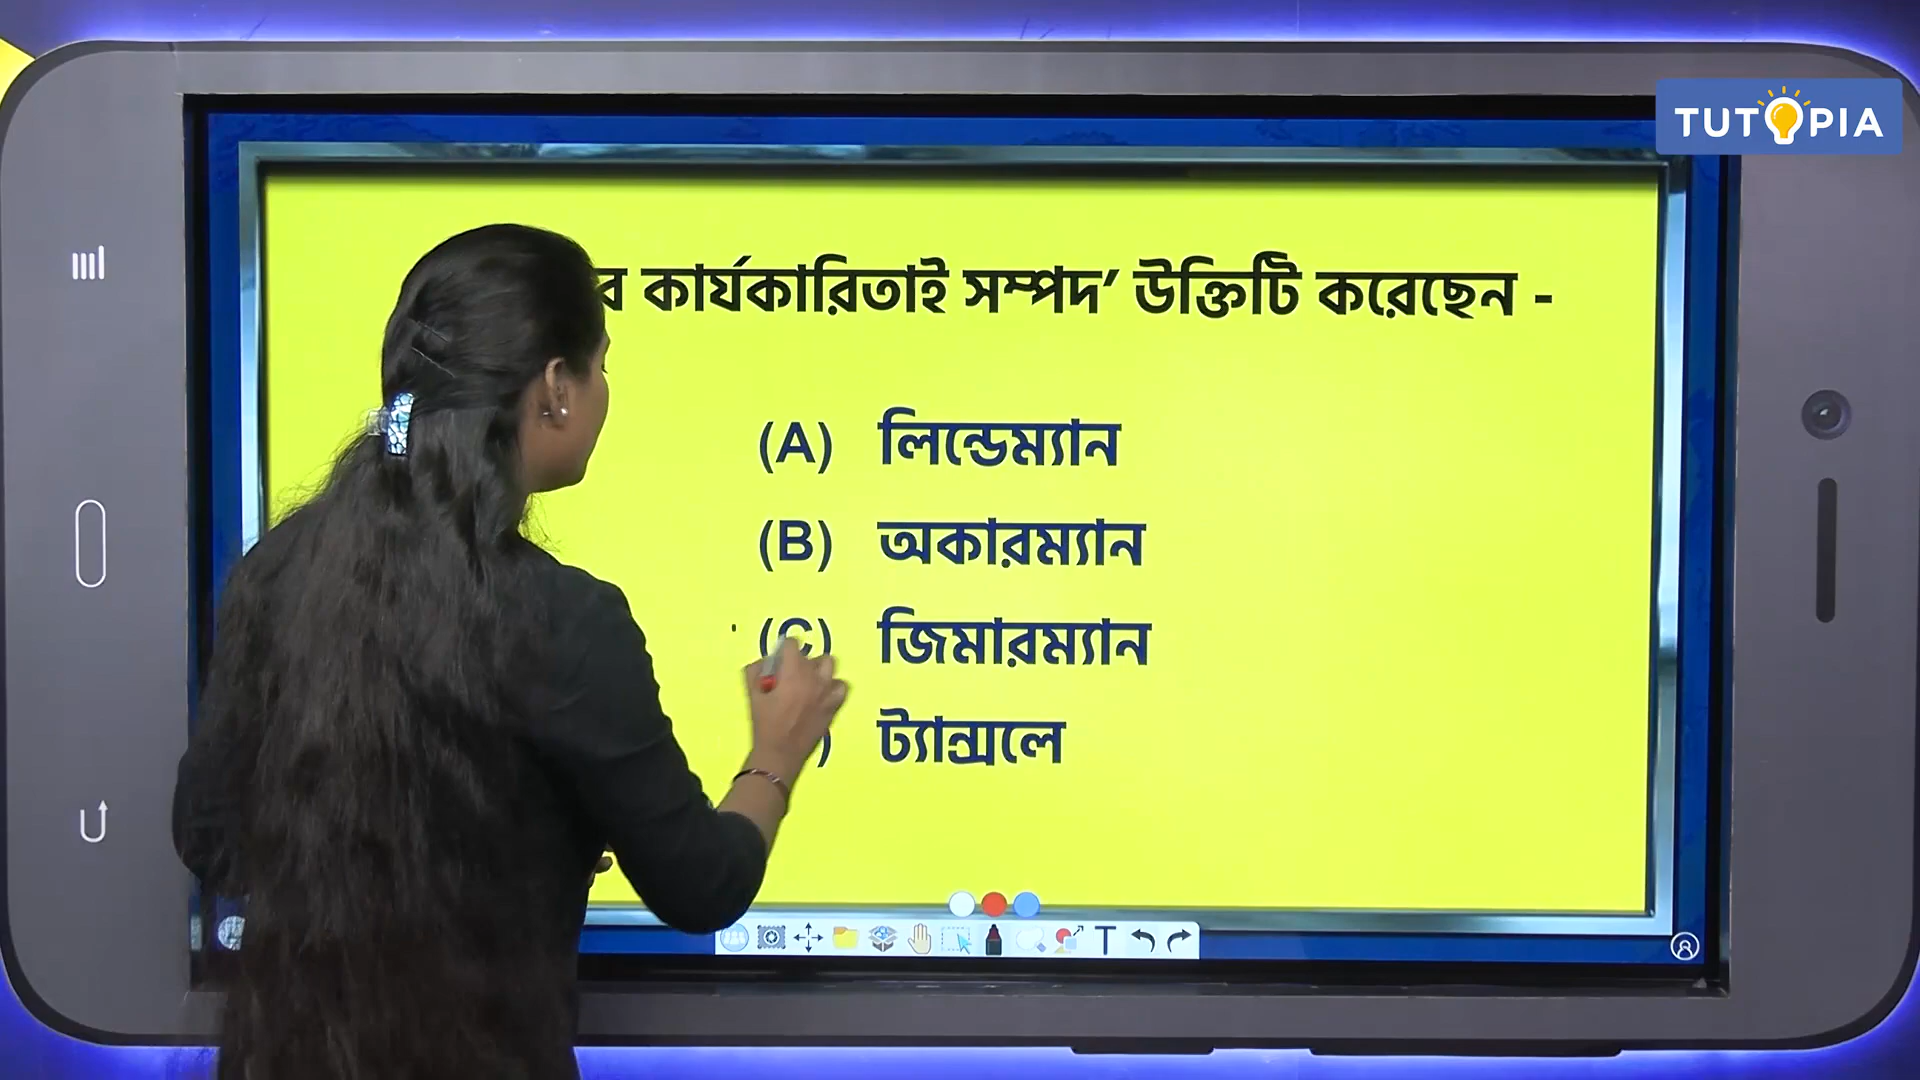 TUTOPIA
কার্যকারিতাই সম্পদ’ উক্তিটি করেছেন -
(A) লিন্ডেম্যান
(B) অকারম্যান
(C) জিমারম্যান
ট্যান্সলে